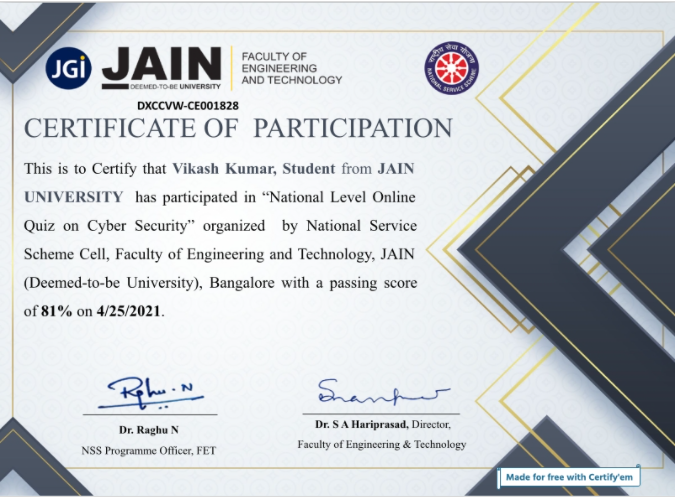 JGi JAIN
DEEMED-TO-BE UNIVERSITY
FACULTY OF
ENGINEERING
AND TECHNOLOGY
राष्ट्रीय सेवा योजना
NATIONAL SERVICE SCHEME
DXCCVW-CE001828
CERTIFICATE OF PARTICIPATION
This is to Certify that Vikash Kumar, Student from JAIN
UNIVERSITY has participated in “National Level Online
Quiz on Cyber Security” organized by National Service
Scheme Cell, Faculty of Engineering and Technology, JAIN
(Deemed-to-be University), Bangalore with a passing score
of 81% on 4/25/2021.
Raghu. N
Dr. Raghu N
NSS Programme Officer, FET
Dr. S A Hariprasad, Director,
Faculty of Engineering & Technology
Made for free with Certify'em